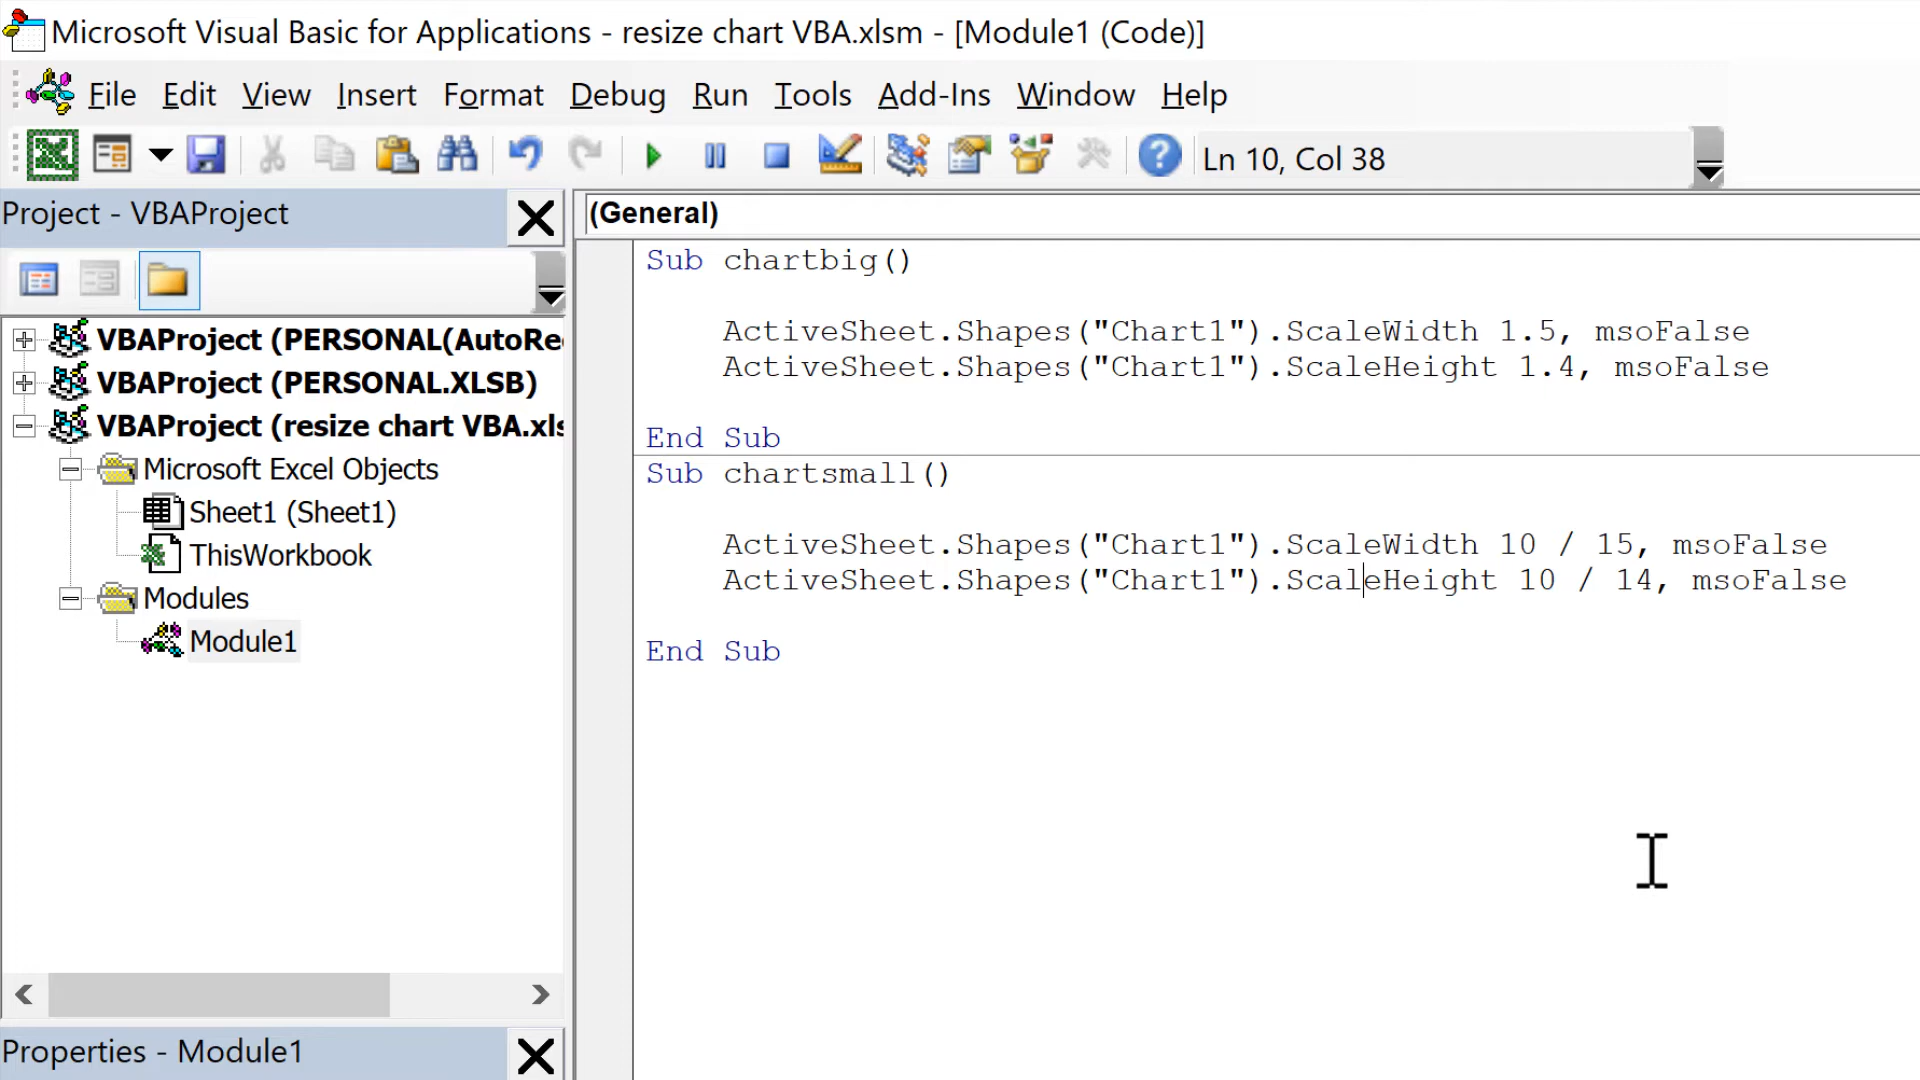 Microsoft Visual Basic for Applications - resize chart VBA.xlsm - [Module1 (Code)]
File Edit View Insert Format Debug Run Tools Add-Ins Window Help
Ln 10, Col 38
Project - VBAProject
VBAProject (PERSONAL(AutoRe
VBAProject (PERSONAL.XLSB)
VBAProject (resize chart VBA.xls
Microsoft Excel Objects
Sheet1 (Sheet1)
ThisWorkbook
Modules
Module1
Properties - Module1
(General)
Sub chartbig()
ActiveSheet.Shapes("Chart1").ScaleWidth 1.5, msoFalse
ActiveSheet.Shapes("Chart1").ScaleHeight 1.4, msoFalse
End Sub
Sub chartsmall()
ActiveSheet.Shapes("Chart1").ScaleWidth 10 / 15, msoFalse
ActiveSheet.Shapes("Chart1").ScaleHeight 10 / 14, msoFalse
End Sub